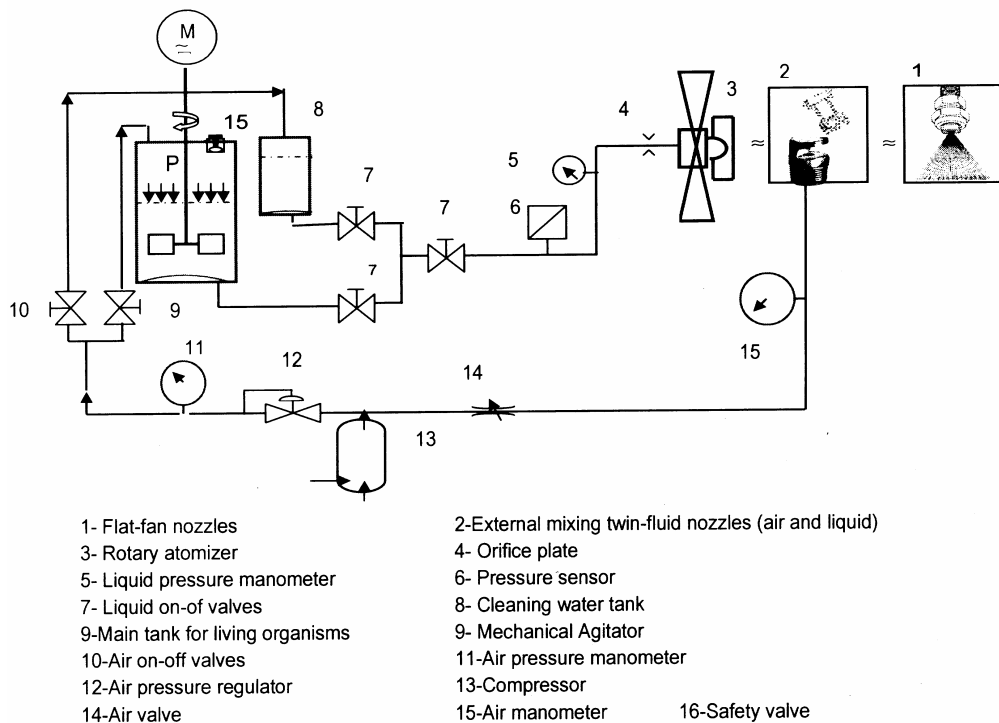 M
≈
2
1
8
15
3
4
P
7
5
≈
≈
6
7
7
10
9
15
11
12
14
13
1- Flat-fan nozzles
2-External mixing twin-fluid nozzles (air and liquid)
3- Rotary atomizer
4- Orifice plate
5- Liquid pressure manometer
6- Pressure sensor
7- Liquid on-of valves
8- Cleaning water tank
9-Main tank for living organisms
9- Mechanical Agitator
10-Air on-off valves
11-Air pressure manometer
12-Air pressure regulator
13-Compressor
14-Air valve
15-Air manometer
16-Safety valve